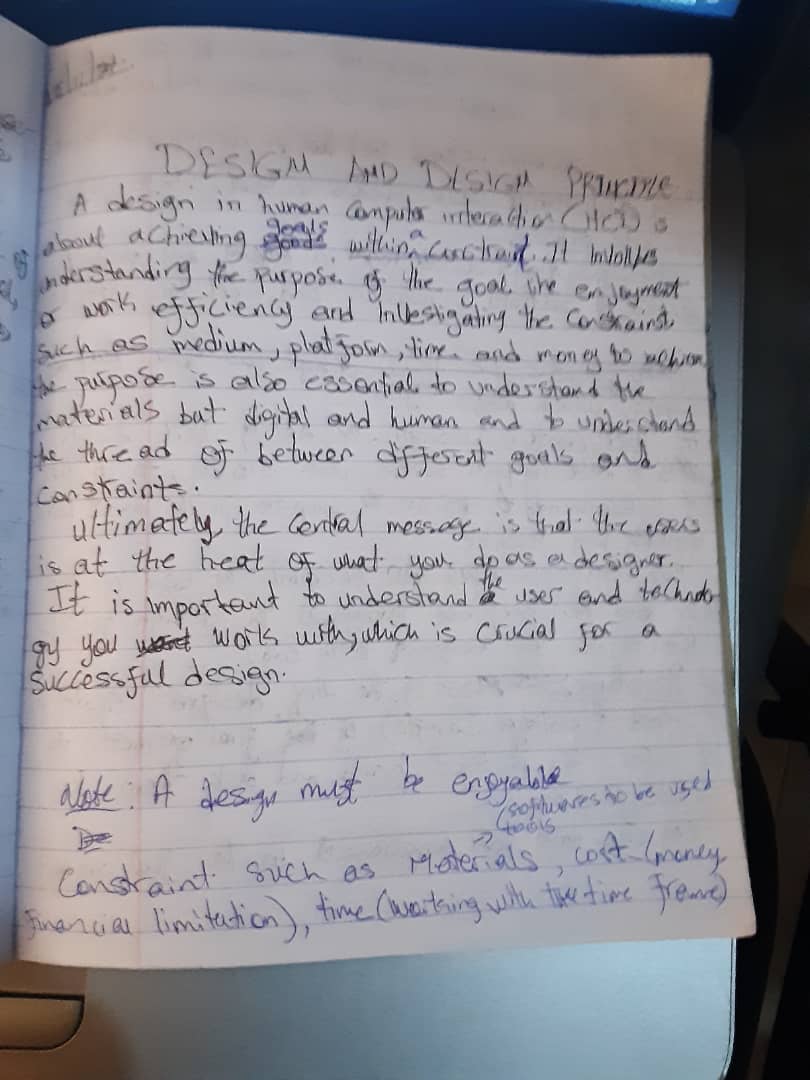 DESIGN AND DESIGN PRINCIPLE
A design in human Computer interaction (HCI) is
about achieving goals within a Constraint. It involves
understanding the purpose of the goal the enjoyment
or work efficiency and Investigating the Constraint
such as medium, platform, time and money to achieve
the purpose is also essential to understand the
materials but digital and human and to understand
the thread of between different goals and
Constraints.
ultimately, the Central message is that the users
is at the heat of what you do as a designer.
It is important to understand the user and technolo
gy you work with, which is crucial for a
Successful design.
Note: A design must be enjoyable
(softwares to be used
tools
Constraint such as Materials, cost (money
financial limitation), time (working with the time frame)